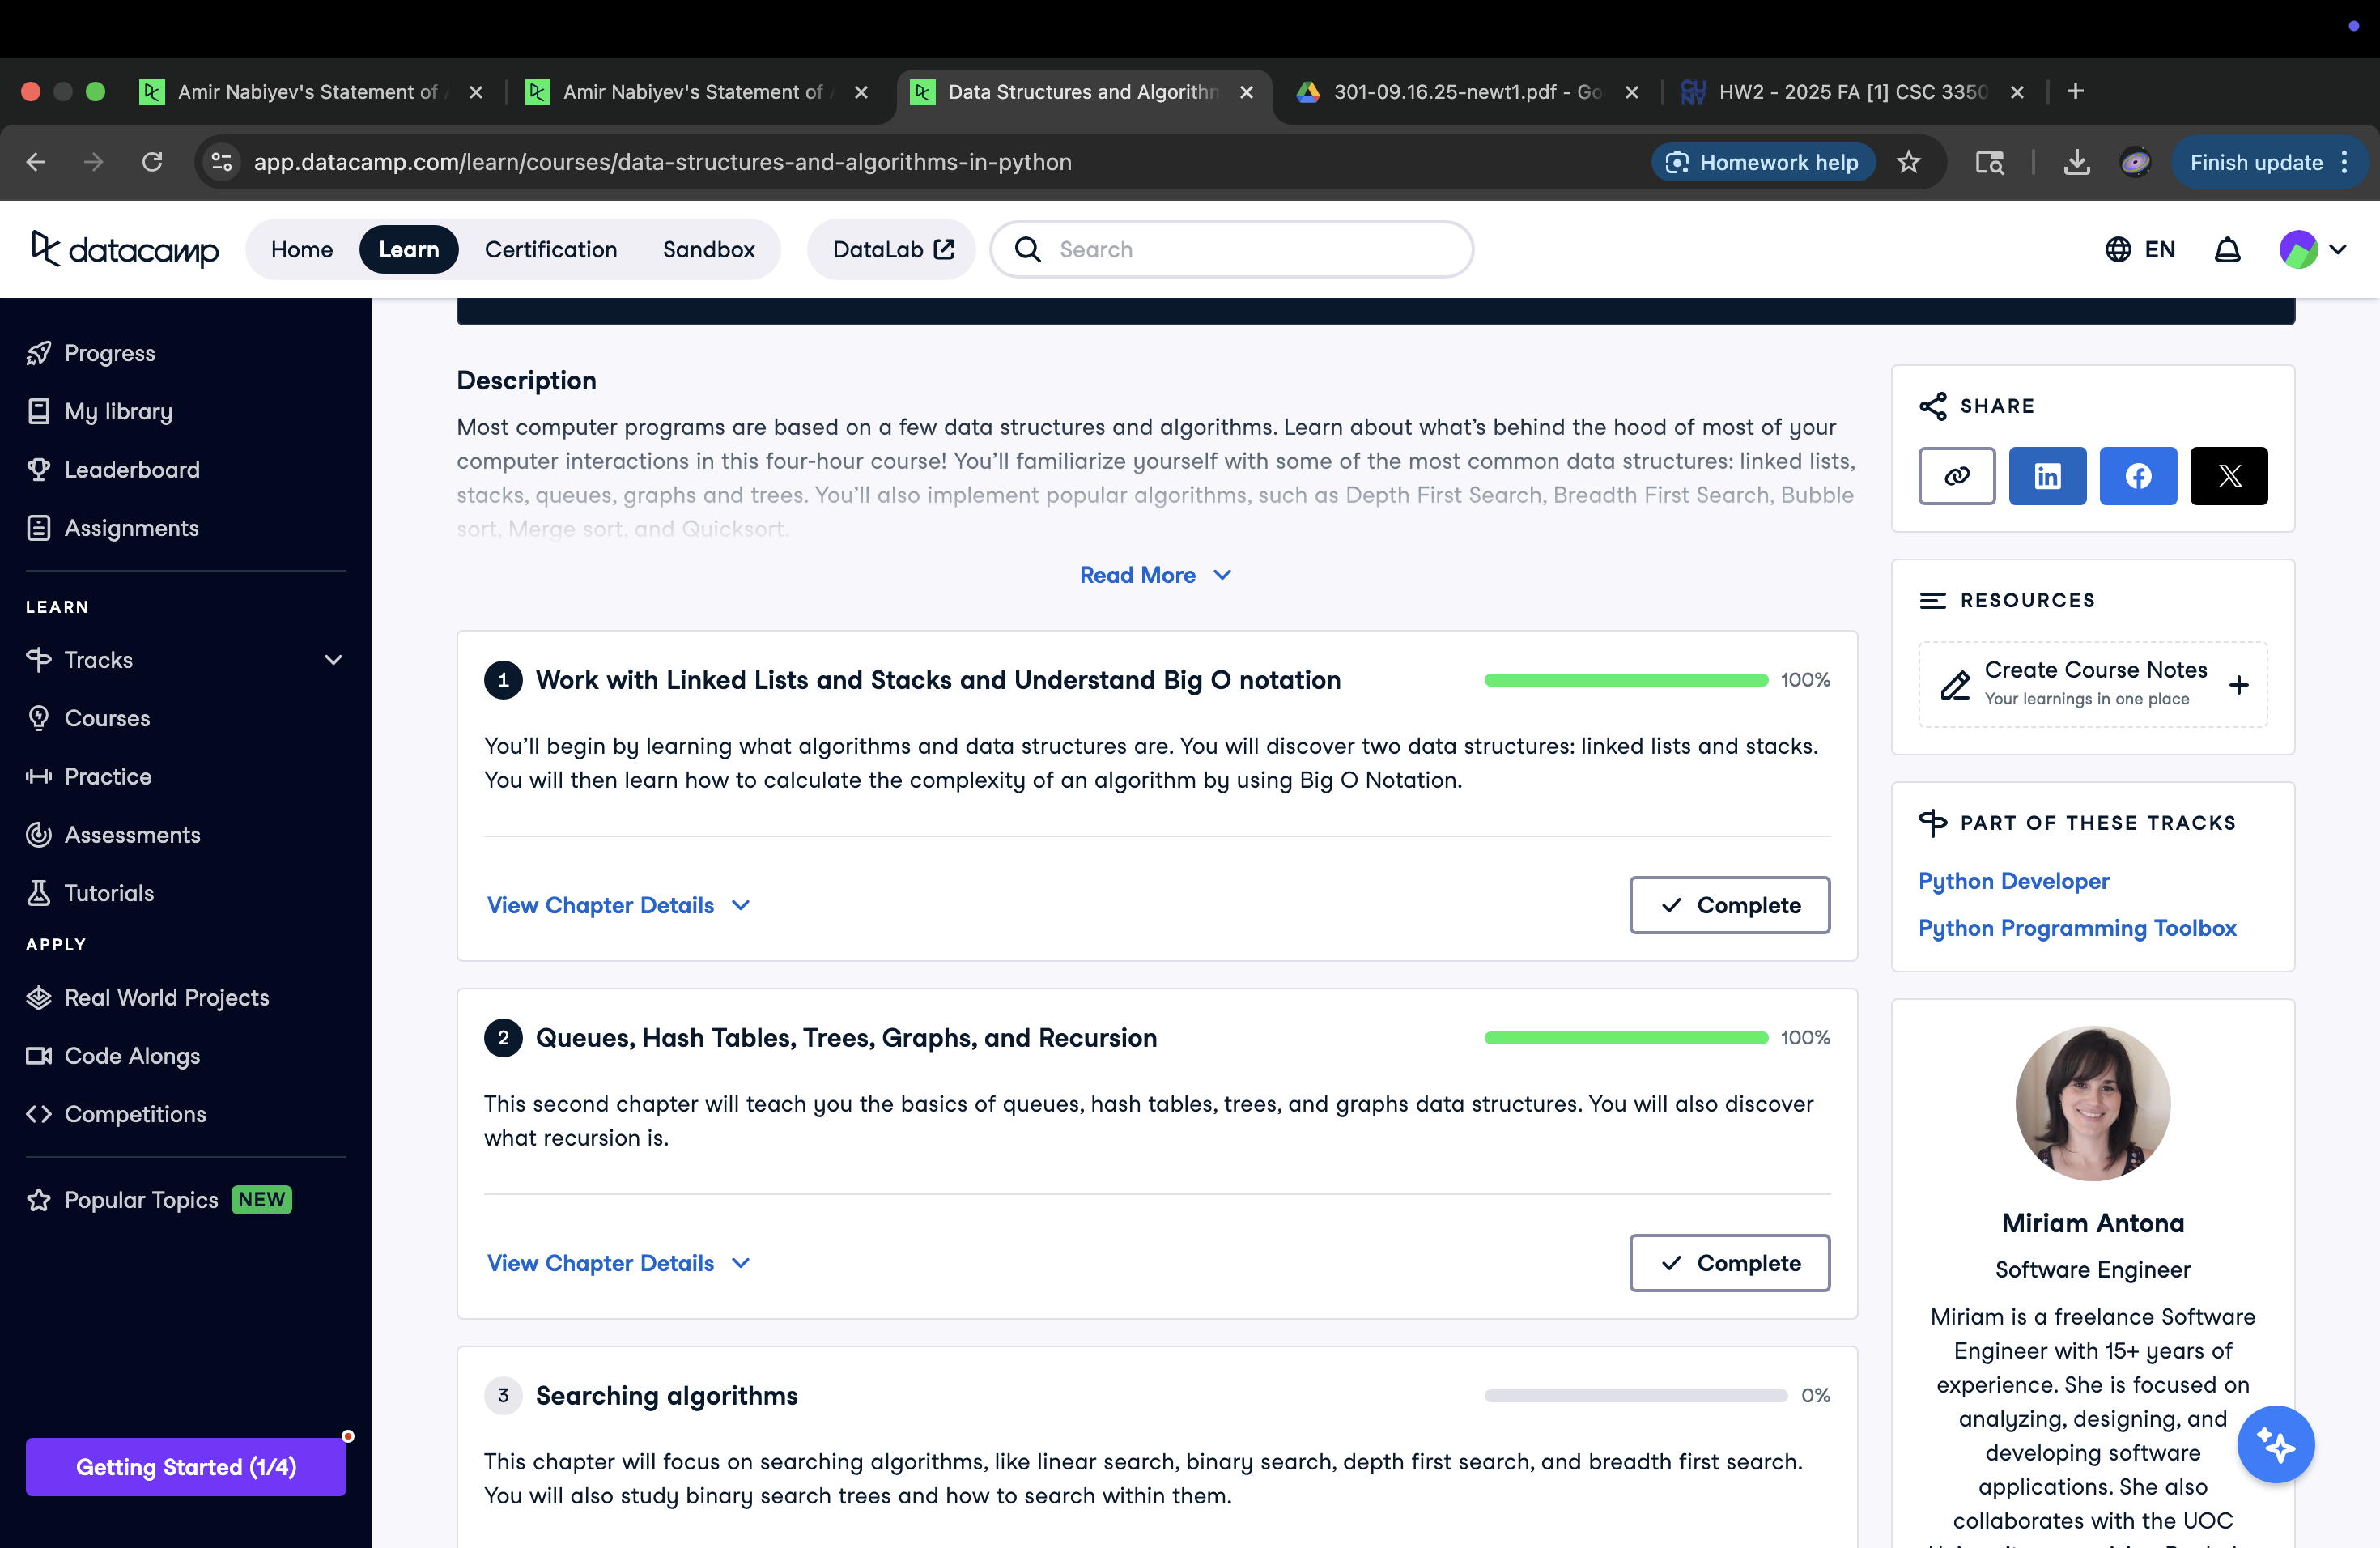 Amir Nabiyev's Statement of A
Amir Nabiyev's Statement of A
Data Structures and Algorithm
301-09.16.25-newt1.pdf - Go
HW2 - 2025 FA [1] CSC 3350
app.datacamp.com/learn/courses/data-structures-and-algorithms-in-python
Homework help
Finish update
datacamp
Home
Learn
Certification
Sandbox
DataLab
Search
EN
Progress
My library
Leaderboard
Assignments
LEARN
Tracks
Courses
Practice
Assessments
Tutorials
APPLY
Real World Projects
Code Alongs
Competitions
Popular Topics NEW
Getting Started (1/4)
Description
Most computer programs are based on a few data structures and algorithms. Learn about what’s behind the hood of most of your
computer interactions in this four-hour course! You’ll familiarize yourself with some of the most common data structures: linked lists,
stacks, queues, graphs and trees. You’ll also implement popular algorithms, such as Depth First Search, Breadth First Search, Bubble
sort, Merge sort, and Quicksort.
Read More
1 Work with Linked Lists and Stacks and Understand Big O notation 100%
You’ll begin by learning what algorithms and data structures are. You will discover two data structures: linked lists and stacks.
You will then learn how to calculate the complexity of an algorithm by using Big O Notation.
View Chapter Details
Complete
2 Queues, Hash Tables, Trees, Graphs, and Recursion 100%
This second chapter will teach you the basics of queues, hash tables, trees, and graphs data structures. You will also discover
what recursion is.
View Chapter Details
Complete
3 Searching algorithms 0%
This chapter will focus on searching algorithms, like linear search, binary search, depth first search, and breadth first search.
You will also study binary search trees and how to search within them.
SHARE
RESOURCES
Create Course Notes
Your learnings in one place
PART OF THESE TRACKS
Python Developer
Python Programming Toolbox
Miriam Antona
Software Engineer
Miriam is a freelance Software
Engineer with 15+ years of
experience. She is focused on
analyzing, designing, and
developing software
applications. She also
collaborates with the UOC